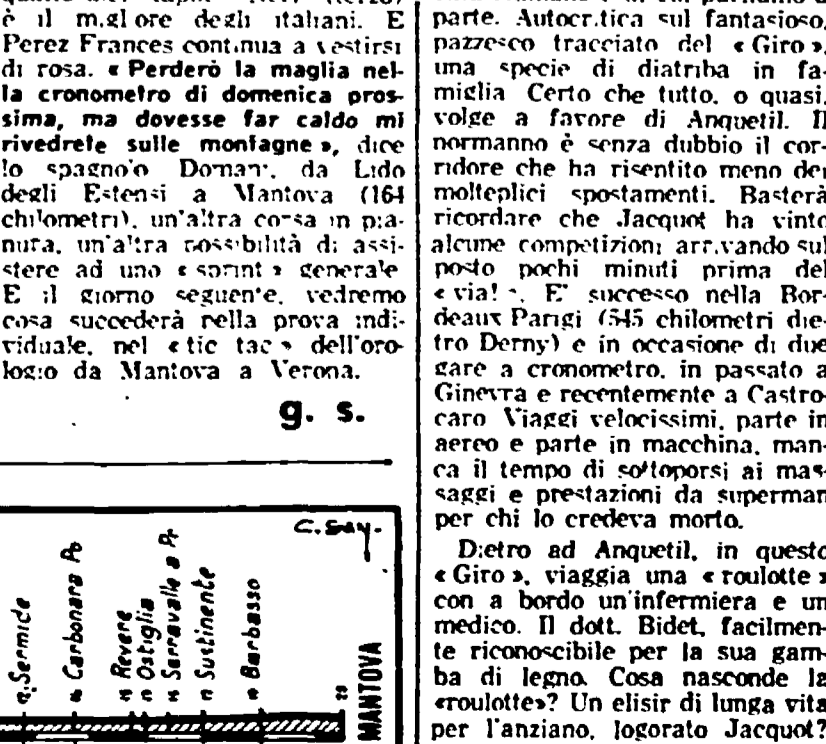 è il migliore degli italiani. E
Perez Frances continua a vestirsi
di rosa. « Perderò la maglia nel-
la cronometro di domenica pros-
sima, ma dovesse far caldo mi
rivedrete sulle montagne », dice
lo spagnolo Domani, da Lido
degli Estensi a Mantova (164
chilometri), un'altra corsa in pia-
nura, un'altra possibilità di assi-
stere ad uno « sprint » generale
E il giorno seguente, vedremo
cosa succederà nella prova indi-
viduale, nel « tic tac » dell'oro-
logio da Mantova a Verona.
g. s.
C. Sav.
Sermide
Carbonara Po
Revere
Ostiglia
Serravalle a Pr
Sustinente
Barbasso
MANTOVA
parte. Autocritica sul fantasioso,
pazzesco tracciato del « Giro »,
una specie di diatriba in fa-
miglia Certo che tutto, o quasi,
volge a favore di Anquetil. Il
normanno è senza dubbio il cor-
ridore che ha risentito meno dei
molteplici spostamenti. Basterà
ricordare che Jacquot ha vinto
alcune competizioni arrivando sul
posto pochi minuti prima del
« via! ». E' successo nella Bor-
deaux Parigi (545 chilometri die-
tro Derny) e in occasione di due
gare a cronometro, in passato a
Ginevra e recentemente a Castro-
caro Viaggi velocissimi, parte in
aereo e parte in macchina, man-
ca il tempo di sottoporsi ai mas-
saggi e prestazioni da superman
per chi lo credeva morto.
Dietro ad Anquetil, in questo
« Giro », viaggia una « roulotte »
con a bordo un'infermiera e un
medico. Il dott. Bidet, facilmen-
te riconoscibile per la sua gam-
ba di legno. Cosa nasconde la
«roulotte»? Un elisir di lunga vita
per l'anziano, logorato Jacquot?